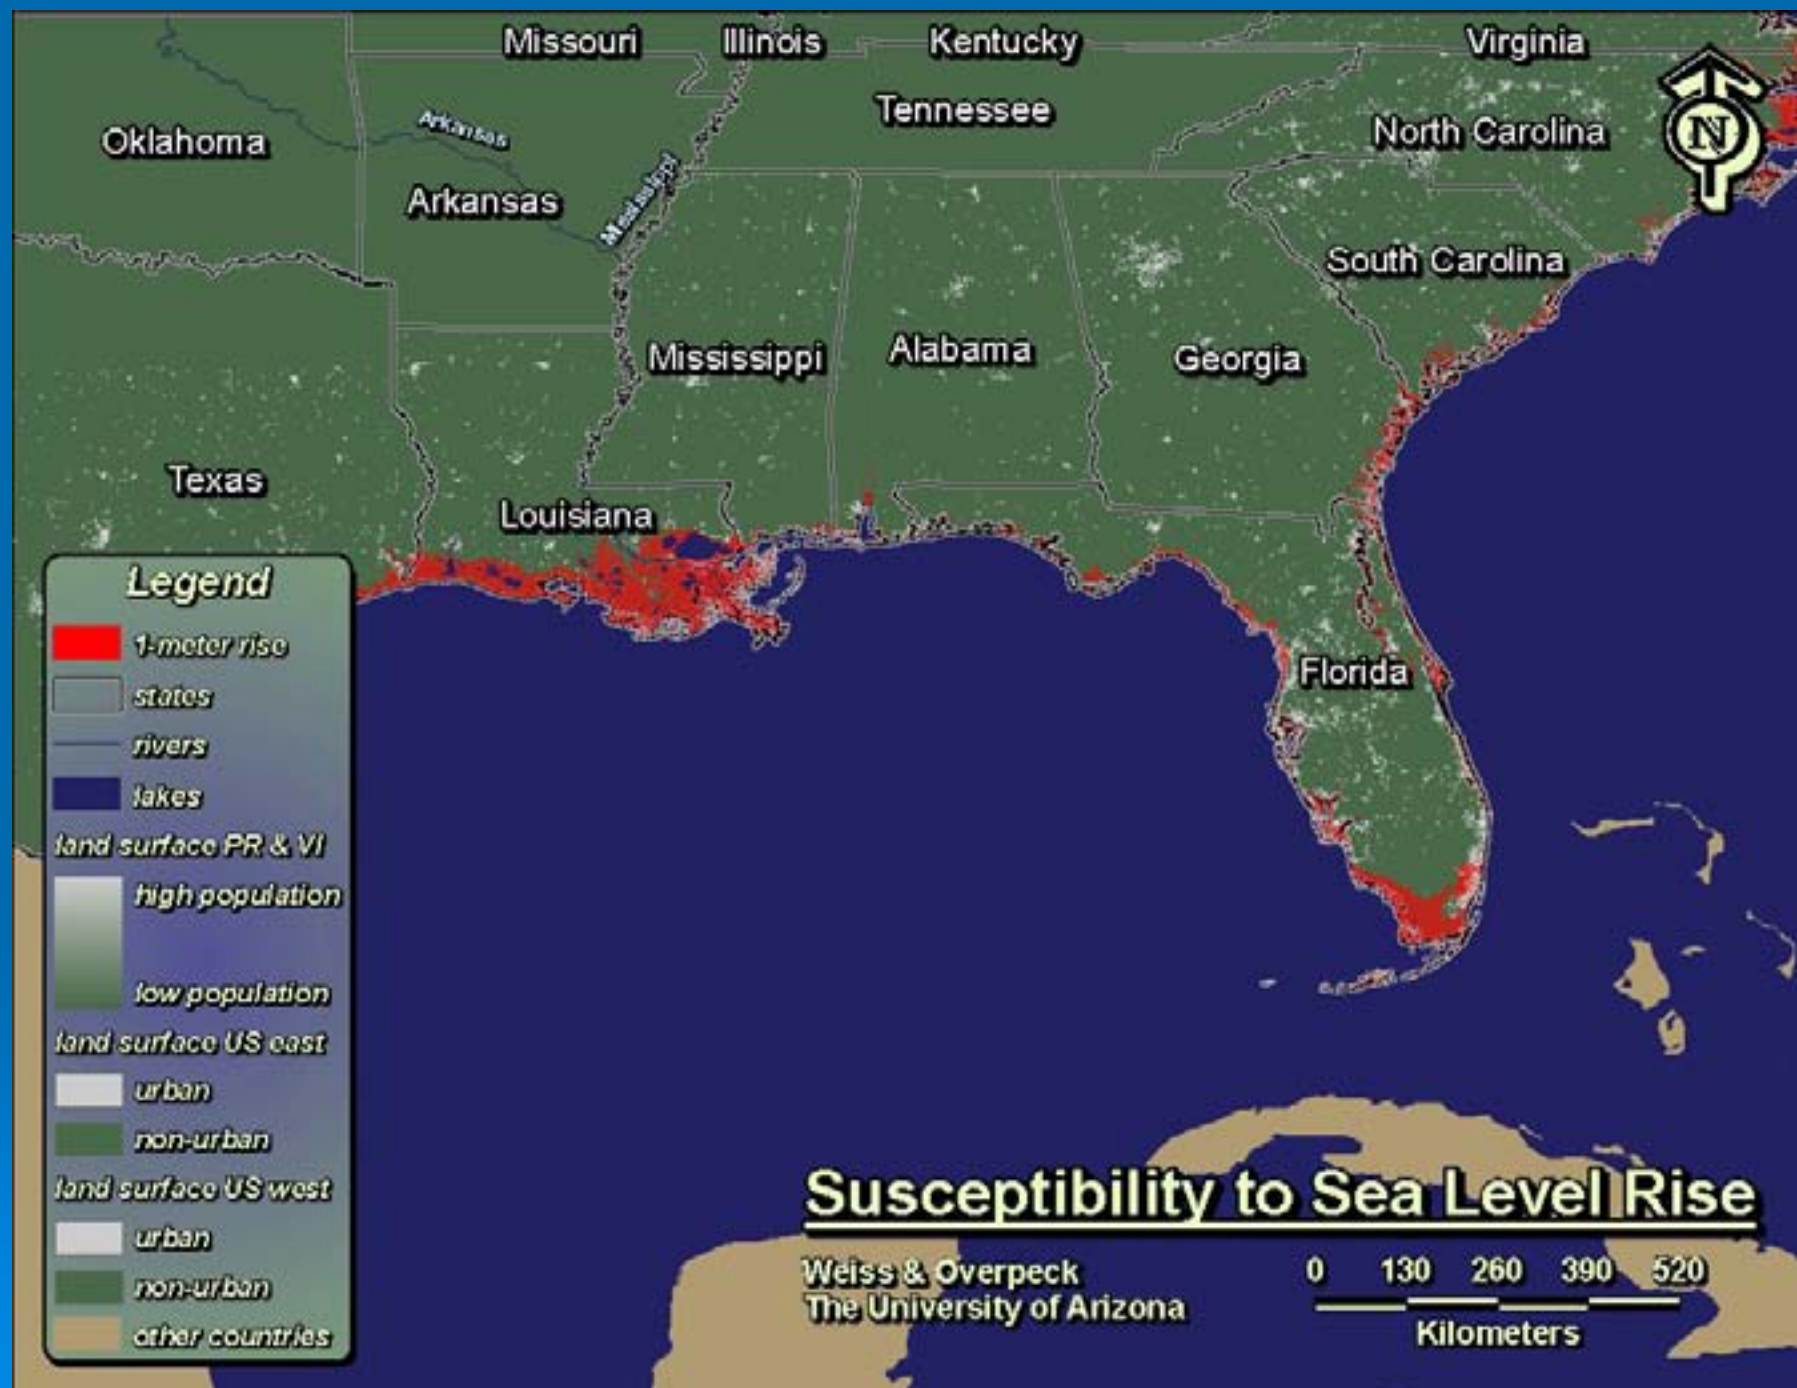 Missouri
Illinois
Kentucky
Virginia
Tennessee
North Carolina
N
Oklahoma
Arkansas
Mississippi
Arkansas
South Carolina
Mississippi
Alabama
Georgia
Texas
Louisiana
Florida
Legend
1-meter rise
states
rivers
lakes
land surface PR & VI
high population
low population
land surface US east
urban
non-urban
land surface US west
urban
non-urban
other countries
Susceptibility to Sea Level Rise
Weiss & Overpeck
The University of Arizona
0 130 260 390 520
Kilometers